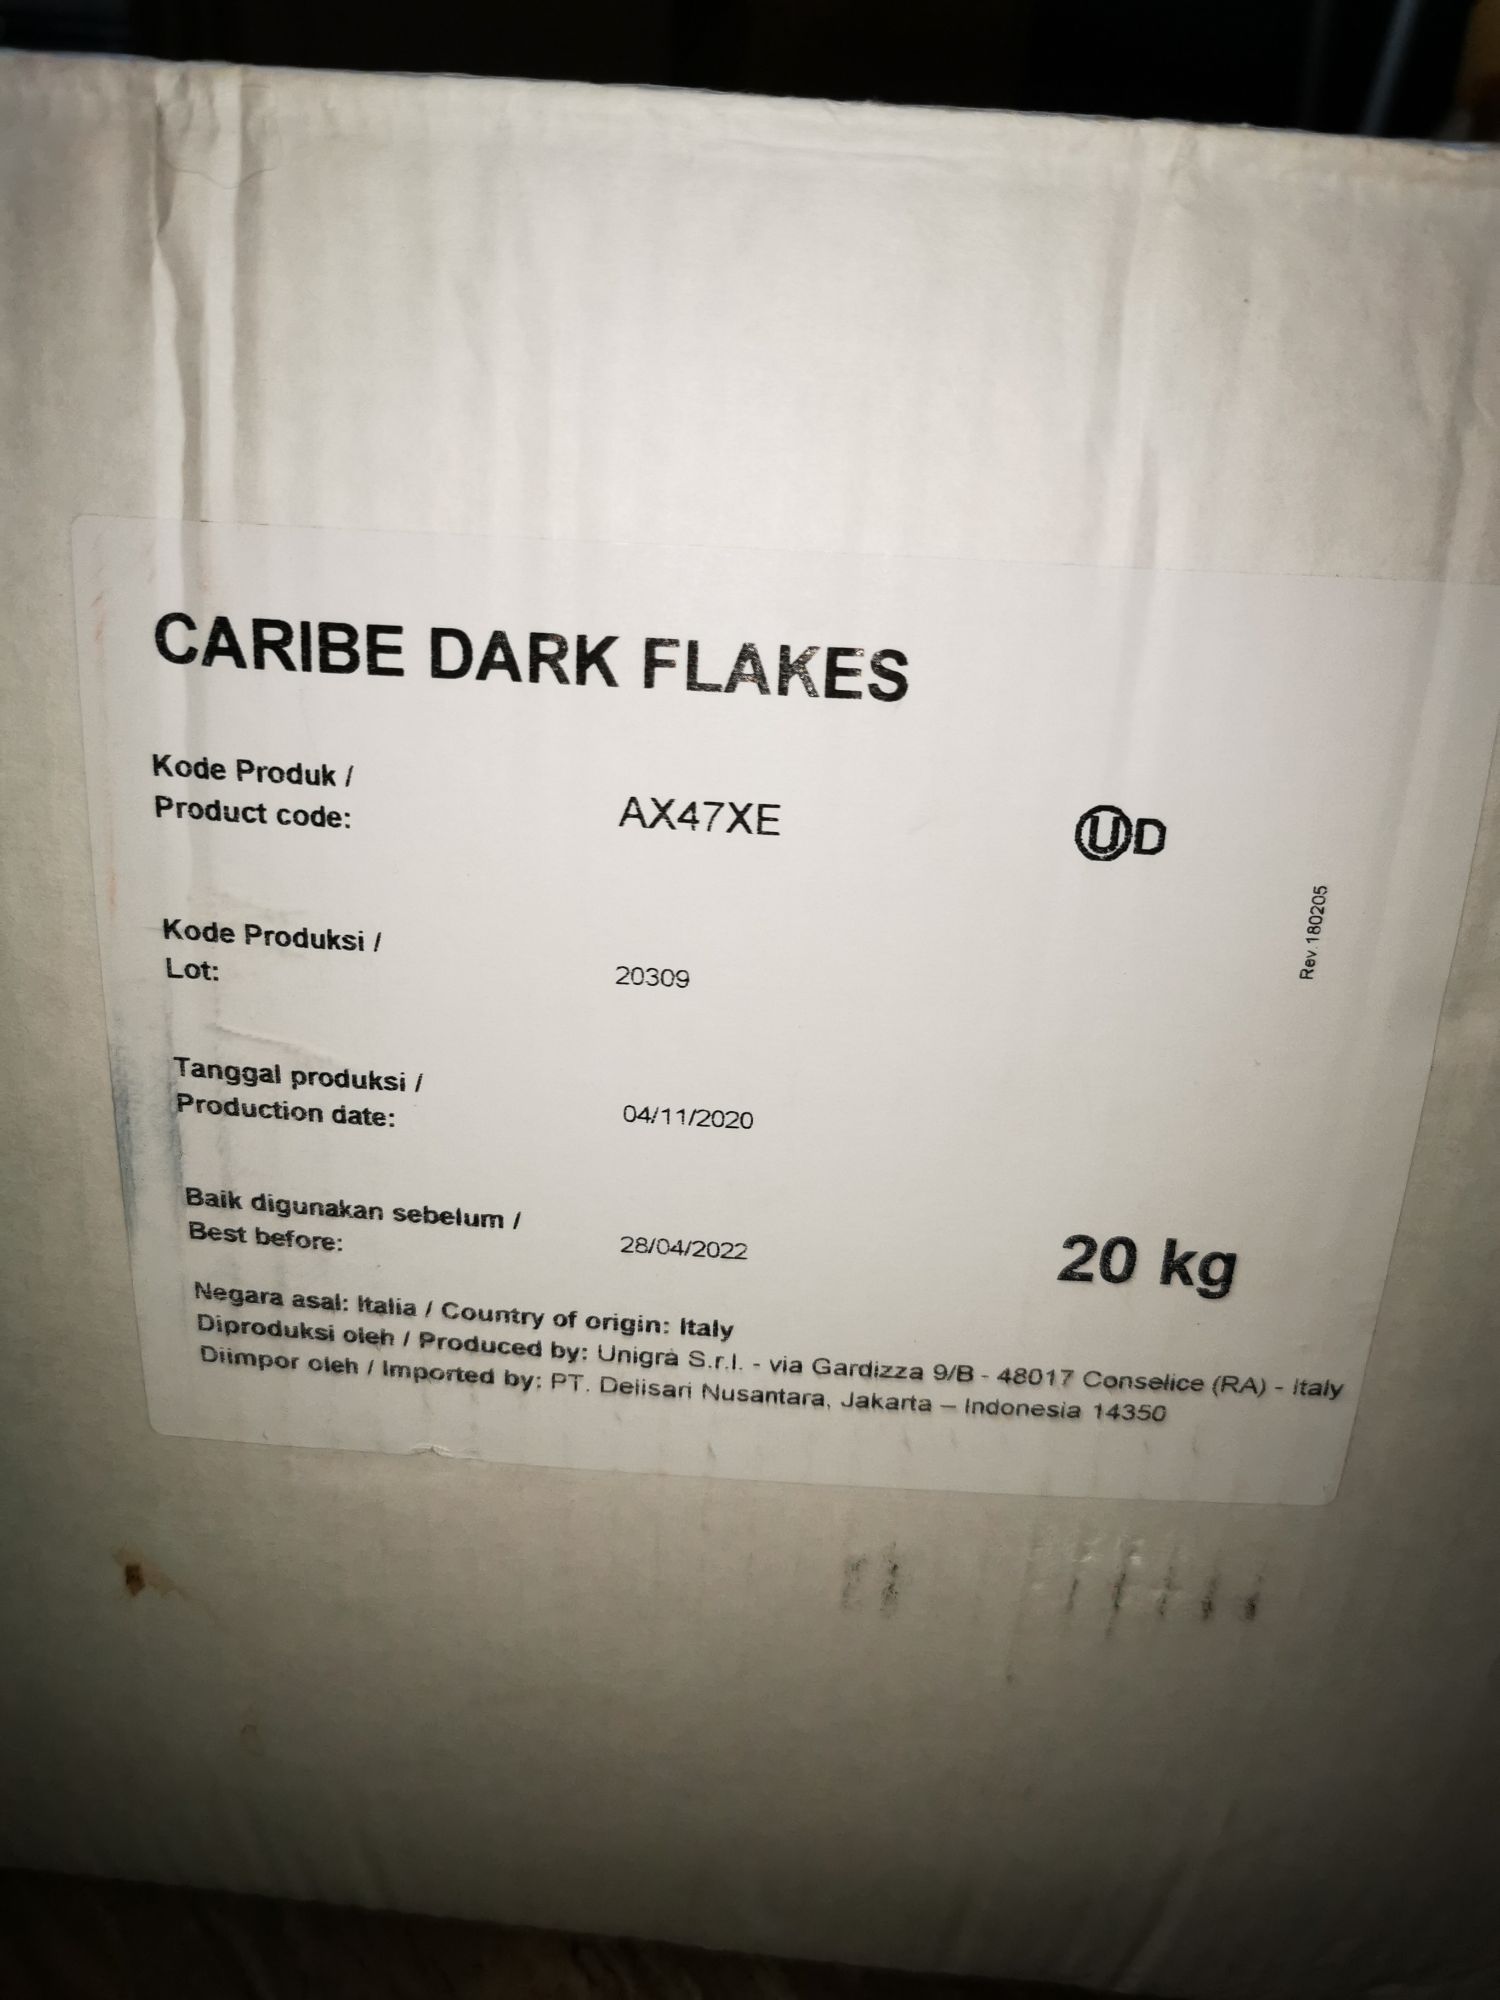 CARIBE DARK FLAKES
Kode Produk /
Product code: AX47XE
ⓊD
Rev.180205
Kode Produksi /
Lot: 20309
Tanggal produksi /
Production date: 04/11/2020
Baik digunakan sebelum /
Best before: 28/04/2022
20 kg
Negara asal: Italia / Country of origin: Italy
Diproduksi oleh / Produced by: Unigrà S.r.l. - via Gardizza 9/B - 48017 Conselice (RA) - Italy
Diimpor oleh / Imported by: PT. Delisari Nusantara, Jakarta – Indonesia 14350